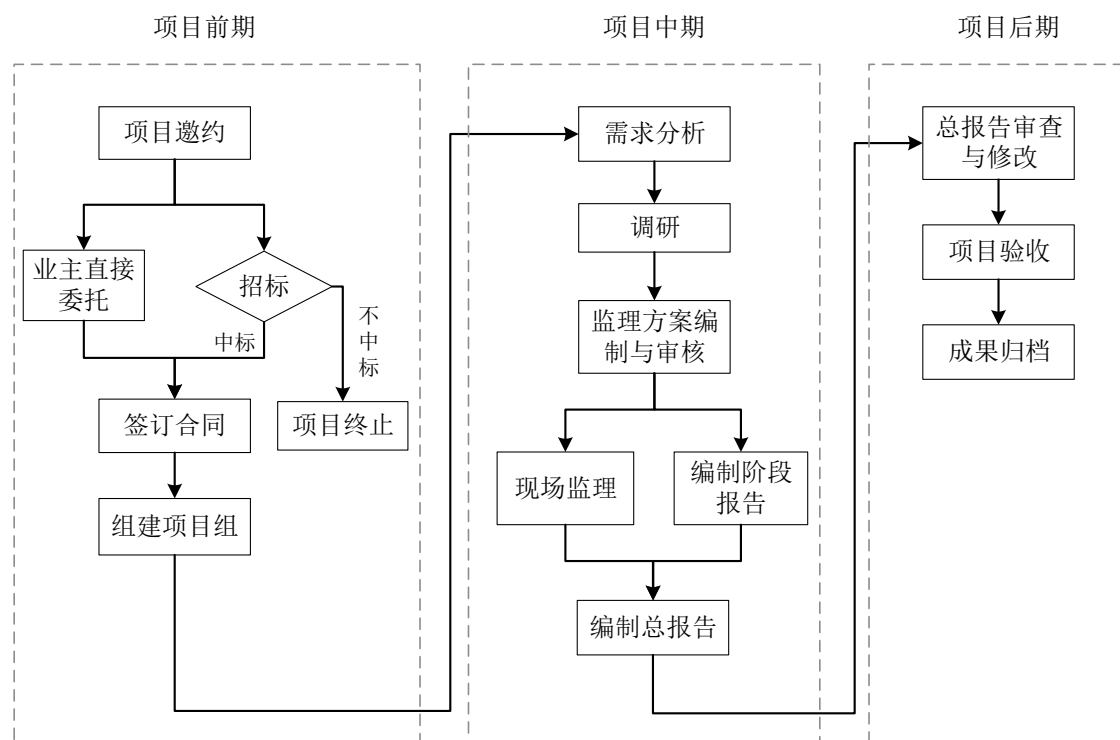 项目前期
项目中期
项目后期
项目邀约
业主直接
委托
招标
中标
不
中
标
签订合同
项目终止
组建项目组
需求分析
调研
监理方案编
制与审核
现场监理
编制阶段
报告
编制总报告
总报告审查
与修改
项目验收
成果归档